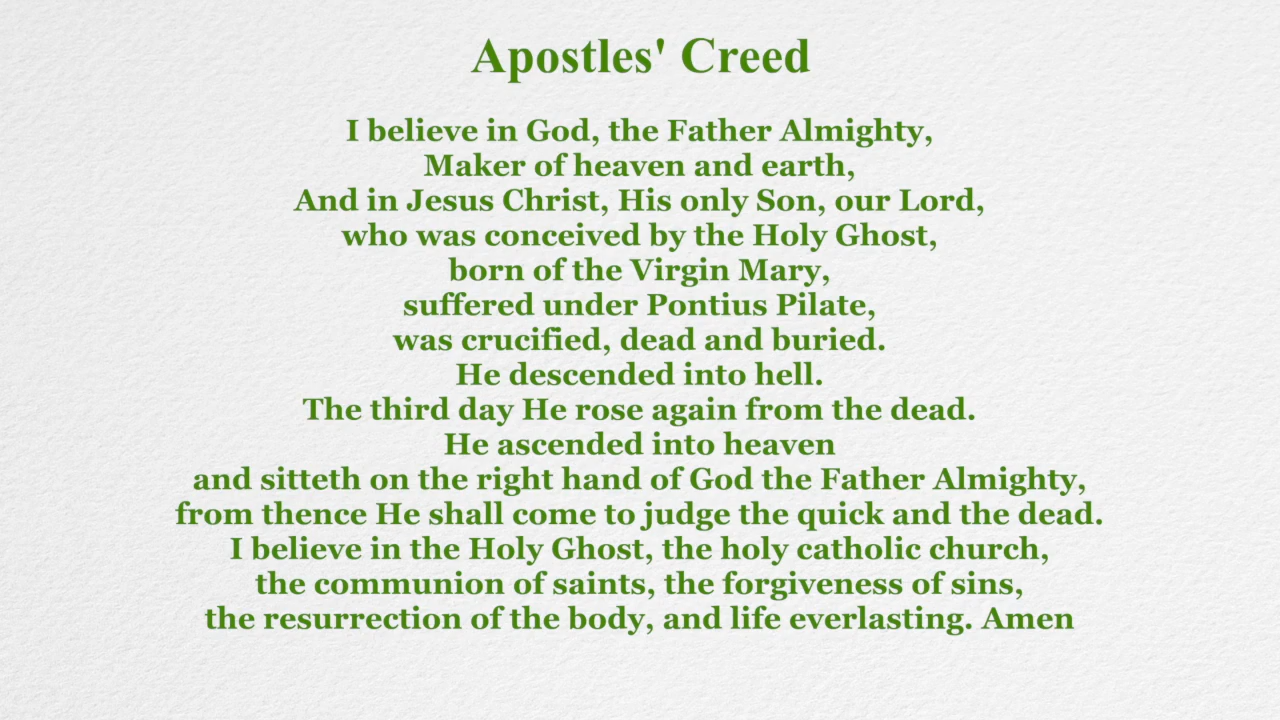 Apostles' Creed
I believe in God, the Father Almighty,
Maker of heaven and earth,
And in Jesus Christ, His only Son, our Lord,
who was conceived by the Holy Ghost,
born of the Virgin Mary,
suffered under Pontius Pilate,
was crucified, dead and buried.
He descended into hell.
The third day He rose again from the dead.
He ascended into heaven
and sitteth on the right hand of God the Father Almighty,
from thence He shall come to judge the quick and the dead.
I believe in the Holy Ghost, the holy catholic church,
the communion of saints, the forgiveness of sins,
the resurrection of the body, and life everlasting. Amen